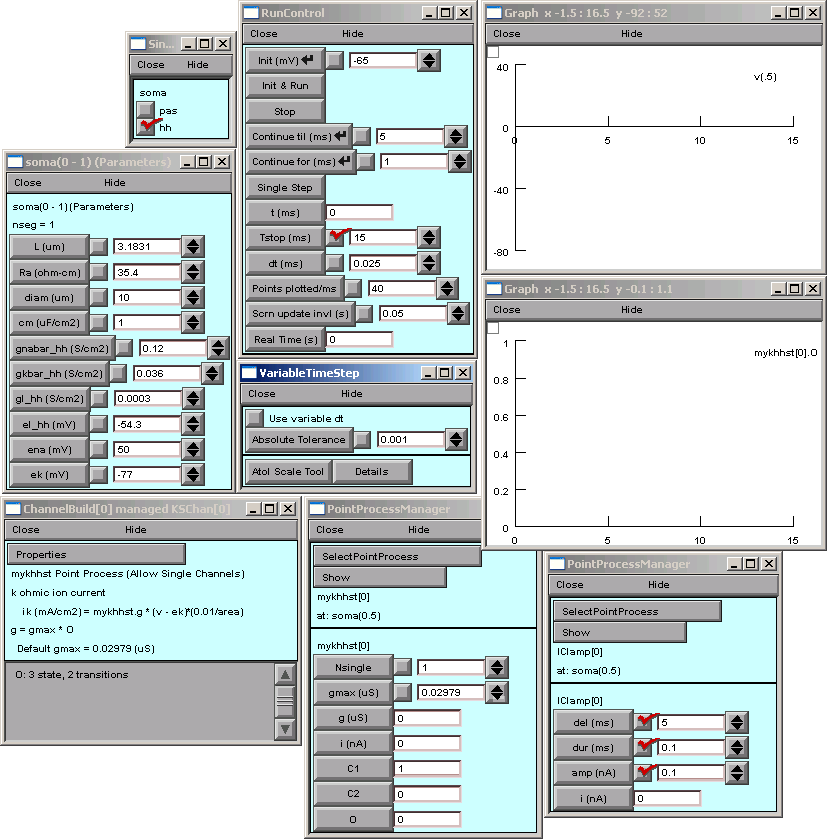 Sin...
Close Hide
soma
pas
hh
RunControl
Close Hide
Init (mV) -65
Init & Run
Stop
Continue til (ms) 5
Continue for (ms) 1
Single Step
t (ms) 0
Tstop (ms) 15
dt (ms) 0.025
Points plotted/ms 40
Scrn update invl (s) 0.05
Real Time (s) 0
Graph x -1.5 : 16.5 y -92 : 52
Close Hide
40
v(.5)
0 5 10 15
-40
-80
soma(0 - 1) (Parameters)
Close Hide
soma(0 - 1) (Parameters)
nseg = 1
L (um) 3.1831
Ra (ohm-cm) 35.4
diam (um) 10
cm (uF/cm2) 1
gnabar_hh (S/cm2) 0.12
gkbar_hh (S/cm2) 0.036
gl_hh (S/cm2) 0.0003
el_hh (mV) -54.3
ena (mV) 50
ek (mV) -77
VariableTimeStep
Close Hide
Use variable dt
Absolute Tolerance 0.001
Atol Scale Tool Details
Graph x -1.5 : 16.5 y -0.1 : 1.1
Close Hide
1
mykhhst[0].O
0.8
0.6
0.4
0.2
0
0 5 10 15
ChannelBuild[0] managed KSChan[0]
Close Hide
Properties
mykhhst Point Process (Allow Single Channels)
k ohmic ion current
ik (mA/cm2) = mykhhst.g * (v - ek)*(0.01/area)
g = gmax * O
Default gmax = 0.02979 (uS)
O: 3 state, 2 transitions
PointProcessManager
Close Hide
SelectPointProcess
Show
mykhhst[0]
at: soma(0.5)
mykhhst[0]
Nsingle 1
gmax (uS) 0.02979
g (uS) 0
i (nA) 0
C1 1
C2 0
O 0
PointProcessManager
Close Hide
SelectPointProcess
Show
IClamp[0]
at: soma(0.5)
IClamp[0]
del (ms) 5
dur (ms) 0.1
amp (nA) 0.1
i (nA) 0